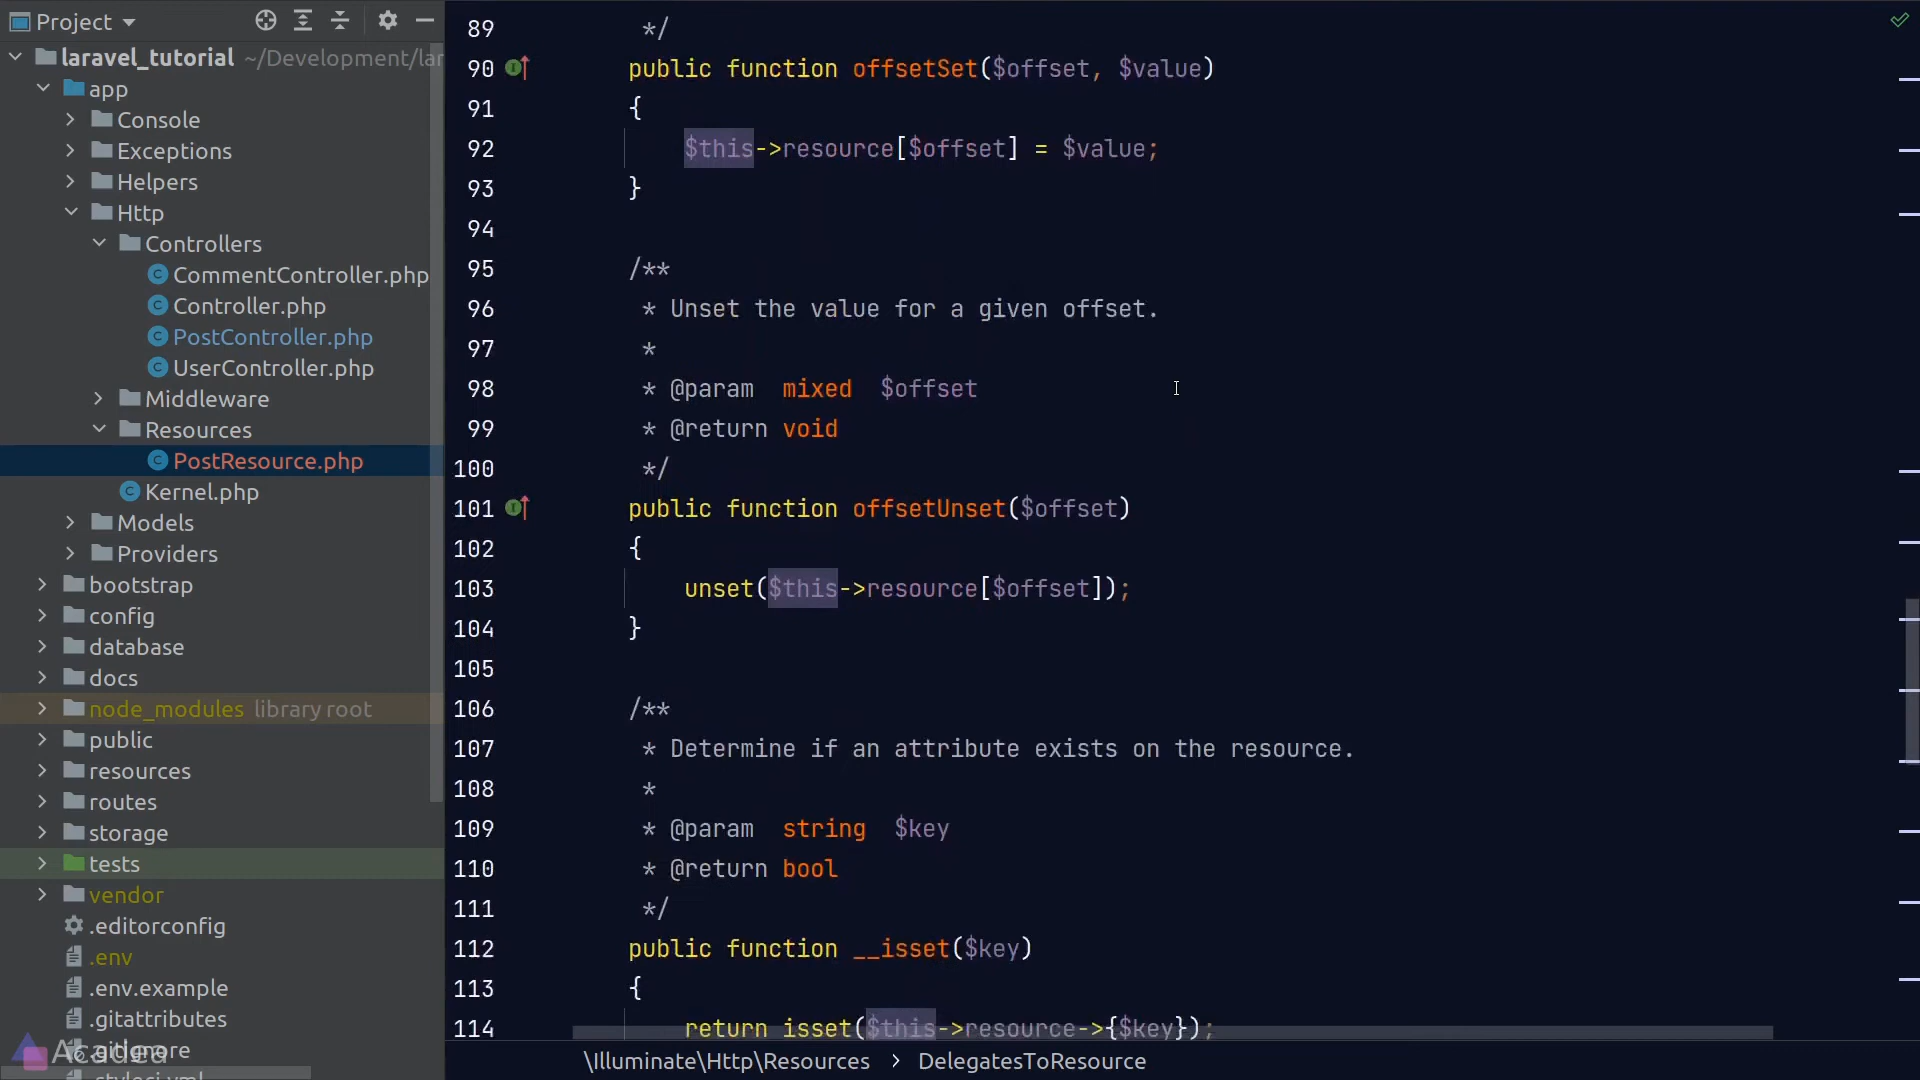 Project
laravel_tutorial ~/Development/lar
app
Console
Exceptions
Helpers
Http
Controllers
CommentController.php
Controller.php
PostController.php
UserController.php
Middleware
Resources
PostResource.php
Kernel.php
Models
Providers
bootstrap
config
database
docs
node_modules library root
public
resources
routes
storage
tests
vendor
.editorconfig
.env
.env.example
.gitattributes
.gitignore
.styleci.yml
Acadea
89 */
90 public function offsetSet($offset, $value)
91 {
92 $this->resource[$offset] = $value;
93 }
94
95 /**
96 * Unset the value for a given offset.
97 *
98 * @param mixed $offset
99 * @return void
100 */
101 public function offsetUnset($offset)
102 {
103 unset($this->resource[$offset]);
104 }
105
106 /**
107 * Determine if an attribute exists on the resource.
108 *
109 * @param string $key
110 * @return bool
111 */
112 public function __isset($key)
113 {
114 return isset($this->resource->{$key});
\Illuminate\Http\Resources > DelegatesToResource